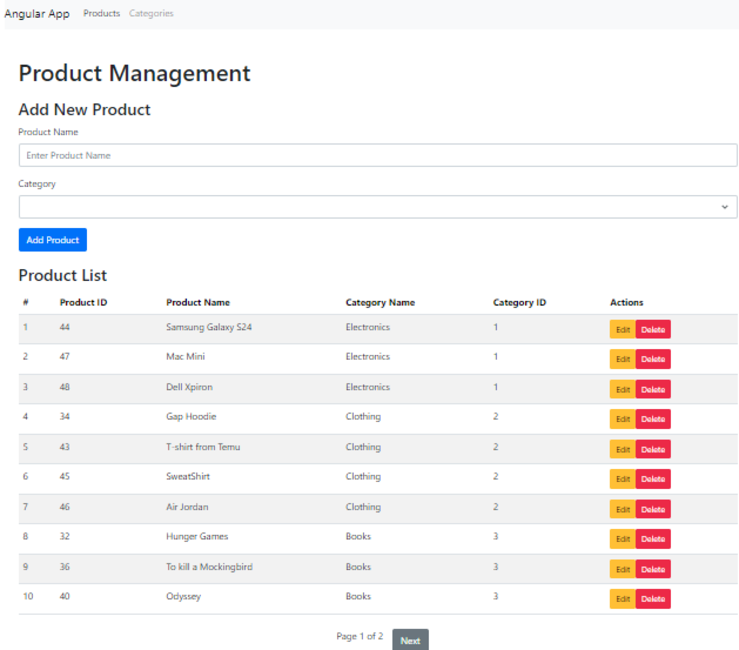 Angular App Products Categories
Product Management
Add New Product
Product Name
Enter Product Name
Category
Add Product
Product List
# Product ID Product Name Category Name Category ID Actions
1 44 Samsung Galaxy S24 Electronics 1 Edit Delete
2 47 Mac Mini Electronics 1 Edit Delete
3 48 Dell Xpiron Electronics 1 Edit Delete
4 34 Gap Hoodie Clothing 2 Edit Delete
5 43 T-shirt from Temu Clothing 2 Edit Delete
6 45 SweatShirt Clothing 2 Edit Delete
7 46 Air Jordan Clothing 2 Edit Delete
8 32 Hunger Games Books 3 Edit Delete
9 36 To kill a Mockingbird Books 3 Edit Delete
10 40 Odyssey Books 3 Edit Delete
Page 1 of 2 Next